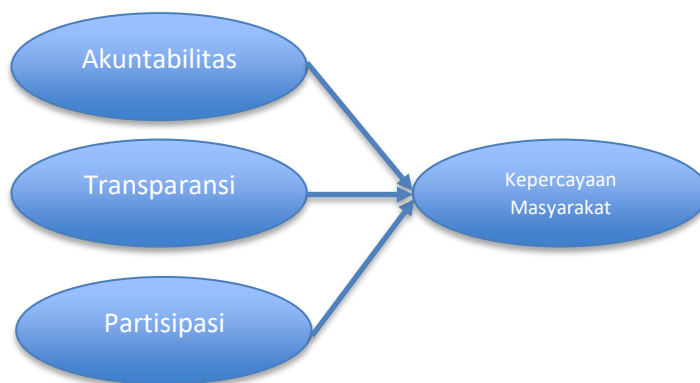 Akuntabilitas
Transparansi
Kepercayaan
Masyarakat
Partisipasi